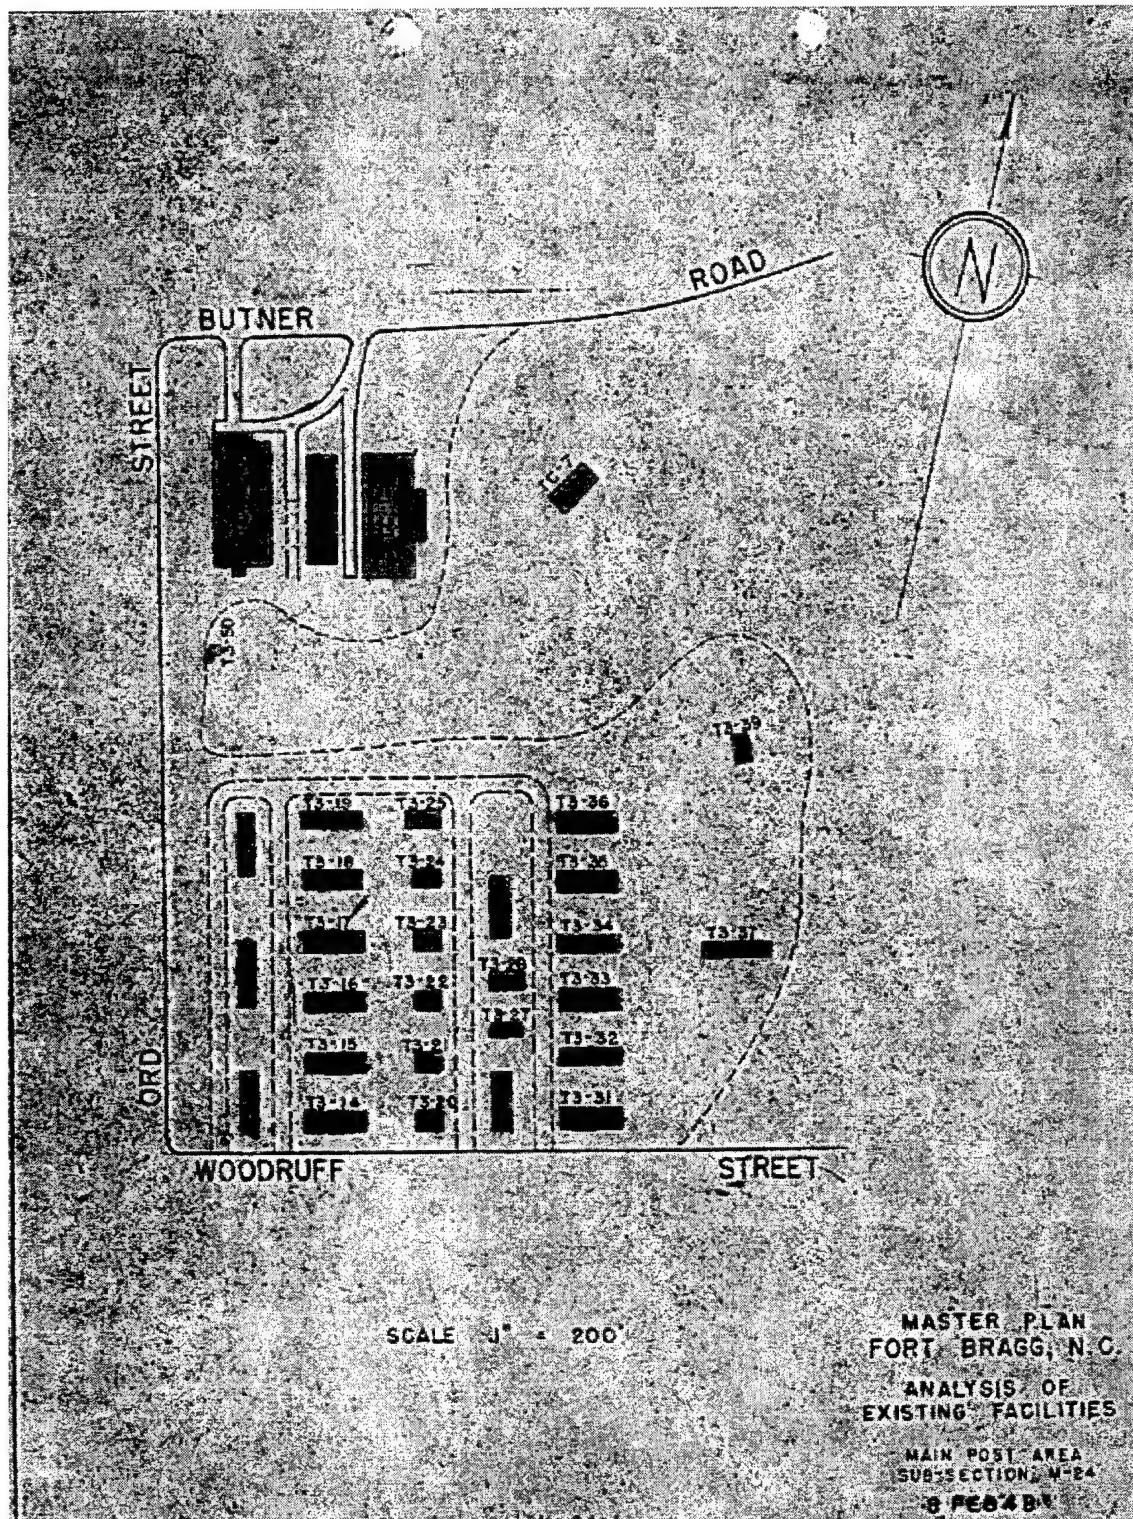 N
ROAD
BUTNER
STREET
TC-7
T3-50
T3-39
T3-19
T3-25
T3-36
T3-18
T3-24
T3-35
T3-17
T3-23
T3-34
T3-37
T3-28
T3-16
T3-22
T3-33
T3-27
T3-15
T3-21
T3-32
ORD
T3-14
T3-20
T3-31
WOODRUFF
STREET
SCALE 1" = 200'
MASTER PLAN
FORT BRAGG, N.C.
ANALYSIS OF
EXISTING FACILITIES
MAIN POST AREA
SUB-SECTION M-24